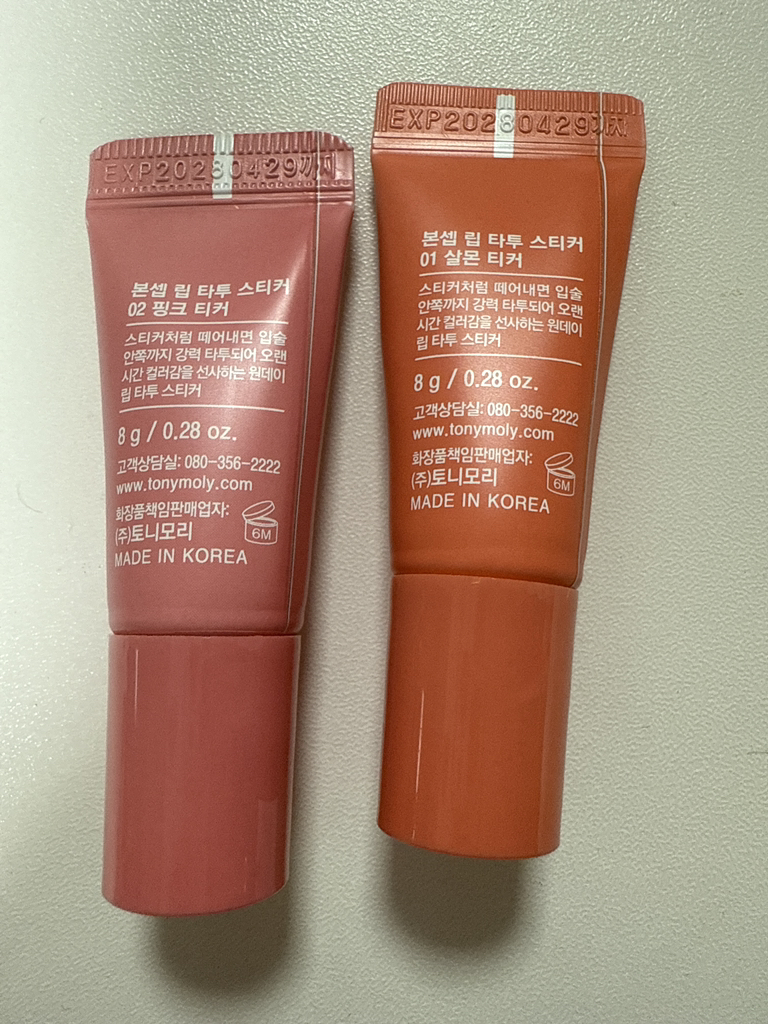 EXP20280429까지
본셉 립 타투 스티커
02 핑크 티커
스티커처럼 떼어내면 입술
안쪽까지 강력 타투되어 오랜
시간 컬러감을 선사하는 원데이
립 타투 스티커
8 g / 0.28 oz.
고객상담실: 080-356-2222
www.tonymoly.com
화장품책임판매업자:
(주)토니모리
6M
MADE IN KOREA
EXP20280429까지
본셉 립 타투 스티커
01 살몬 티커
스티커처럼 떼어내면 입술
안쪽까지 강력 타투되어 오랜
시간 컬러감을 선사하는 원데이
립 타투 스티커
8 g / 0.28 oz.
고객상담실: 080-356-2222
www.tonymoly.com
화장품책임판매업자:
(주)토니모리
6M
MADE IN KOREA